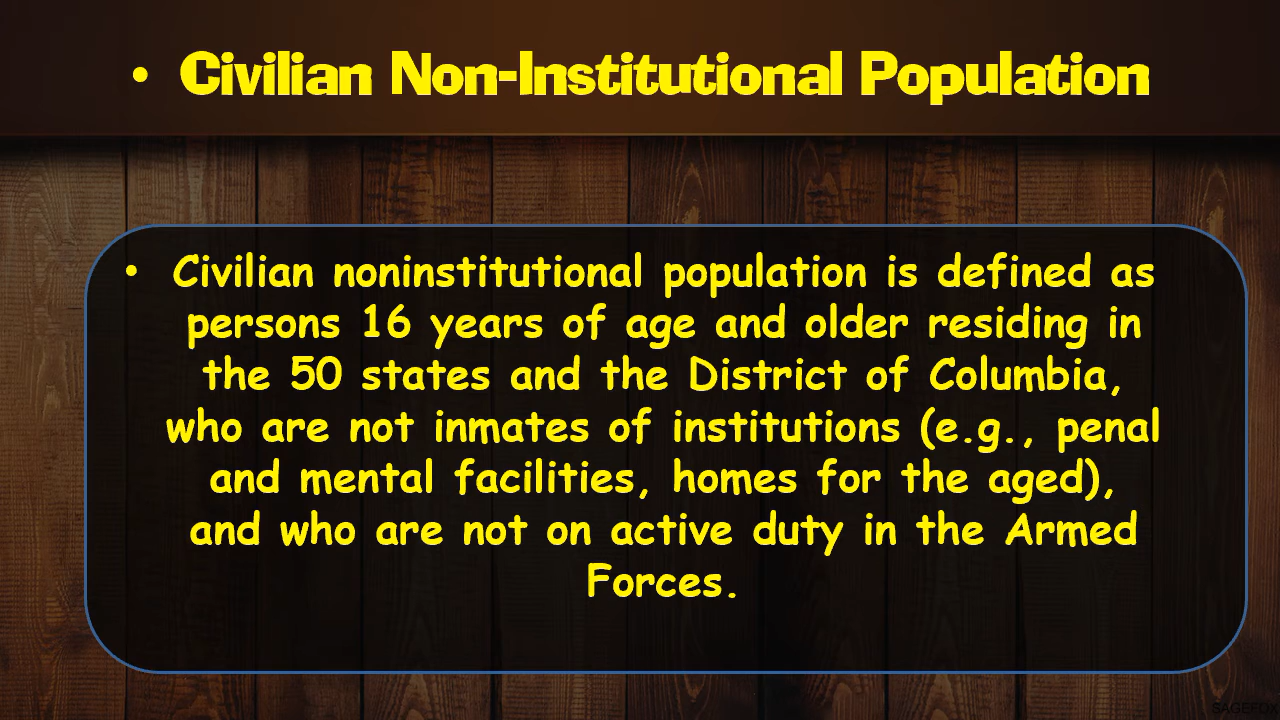 • Civilian Non-Institutional Population
• Civilian noninstitutional population is defined as
persons 16 years of age and older residing in
the 50 states and the District of Columbia,
who are not inmates of institutions (e.g., penal
and mental facilities, homes for the aged),
and who are not on active duty in the Armed
Forces.